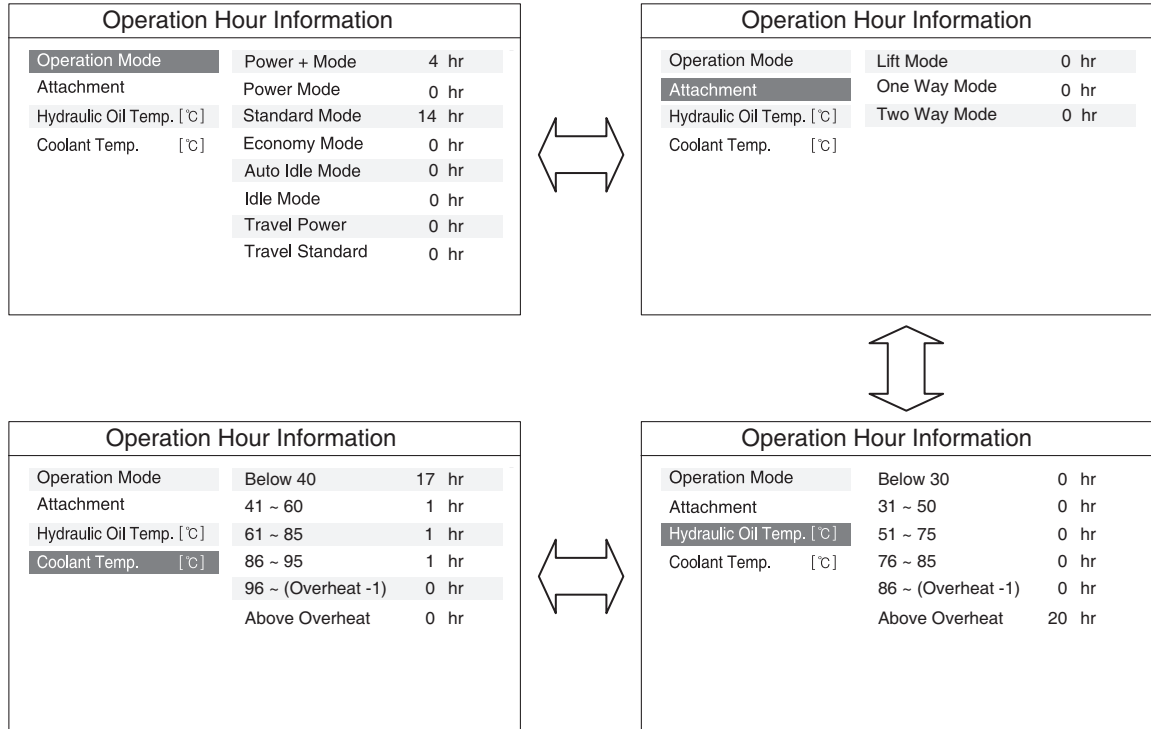 Operation Hour Information
Operation Mode Power + Mode 4 hr
Attachment Power Mode 0 hr
Hydraulic Oil Temp. [℃] Standard Mode 14 hr
Coolant Temp. [℃] Economy Mode 0 hr
Auto Idle Mode 0 hr
Idle Mode 0 hr
Travel Power 0 hr
Travel Standard 0 hr
Operation Hour Information
Operation Mode Lift Mode 0 hr
Attachment One Way Mode 0 hr
Hydraulic Oil Temp. [℃] Two Way Mode 0 hr
Coolant Temp. [℃]
Operation Hour Information
Operation Mode Below 40 17 hr
Attachment 41 ~ 60 1 hr
Hydraulic Oil Temp. [℃] 61 ~ 85 1 hr
Coolant Temp. [℃] 86 ~ 95 1 hr
96 ~ (Overheat -1) 0 hr
Above Overheat 0 hr
Operation Hour Information
Operation Mode Below 30 0 hr
Attachment 31 ~ 50 0 hr
Hydraulic Oil Temp. [℃] 51 ~ 75 0 hr
Coolant Temp. [℃] 76 ~ 85 0 hr
86 ~ (Overheat -1) 0 hr
Above Overheat 20 hr